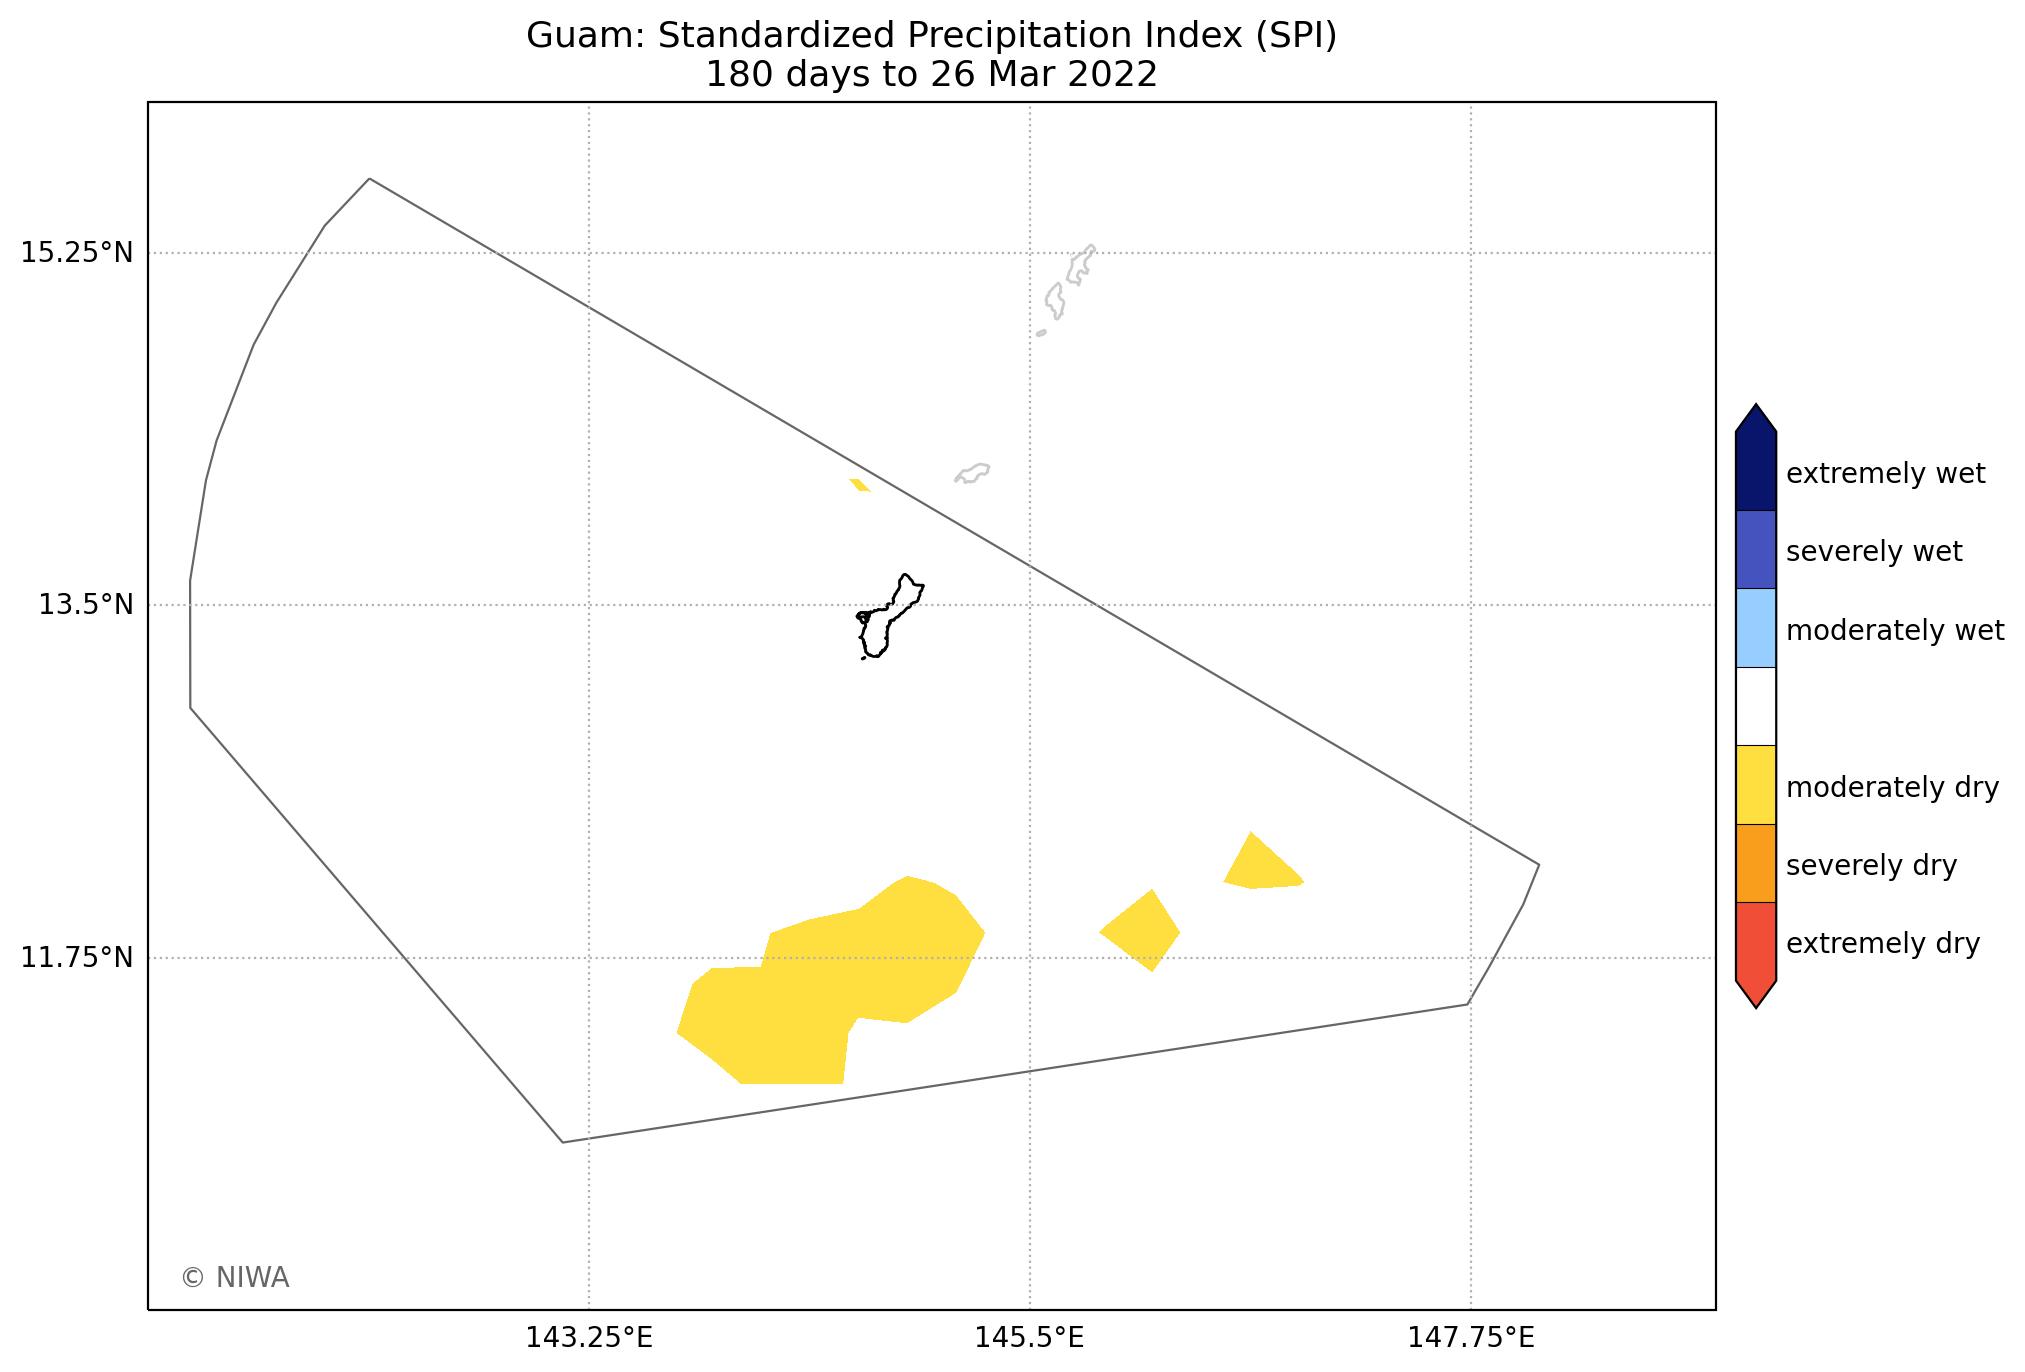 Guam: Standardized Precipitation Index (SPI)
180 days to 26 Mar 2022
15.25°N
13.5°N
11.75°N
143.25°E
145.5°E
147.75°E
extremely wet
severely wet
moderately wet
moderately dry
severely dry
extremely dry
© NIWA